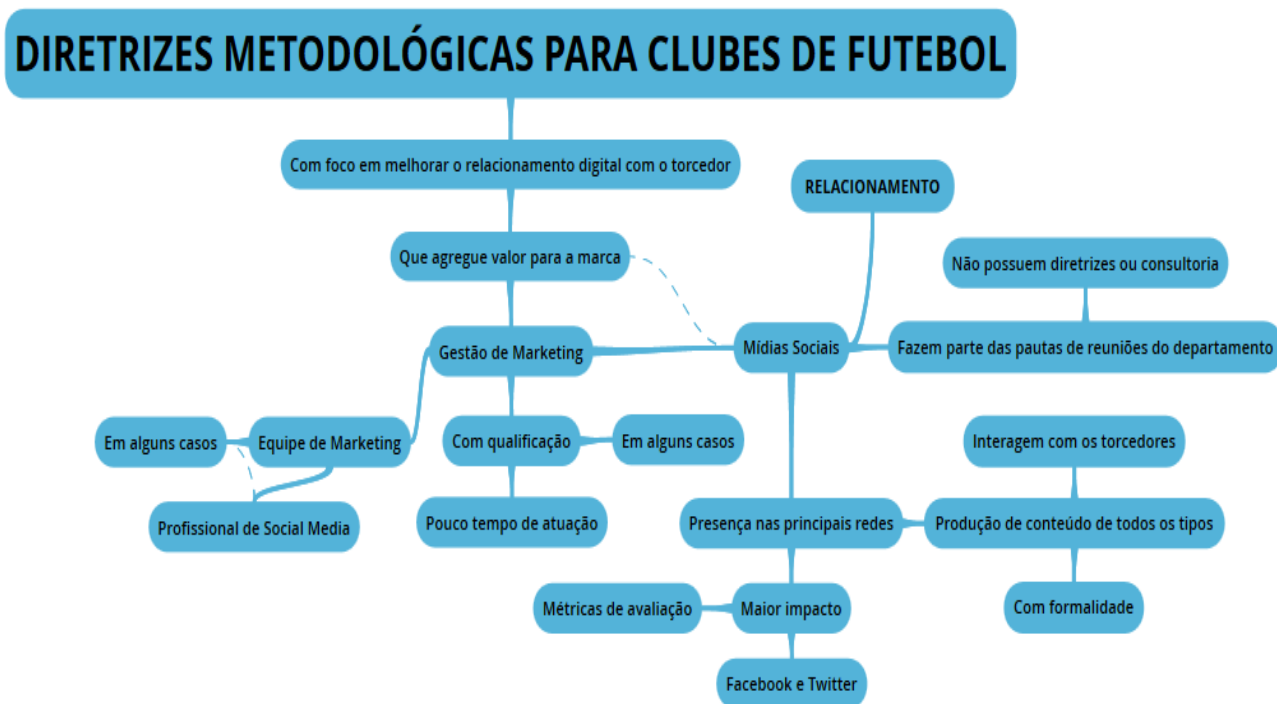 DIRETRIZES METODOLÓGICAS PARA CLUBES DE FUTEBOL
Com foco em melhorar o relacionamento digital com o torcedor
RELACIONAMENTO
Que agregue valor para a marca
Não possuem diretrizes ou consultoria
Gestão de Marketing
Mídias Sociais
Fazem parte das pautas de reuniões do departamento
Em alguns casos
Equipe de Marketing
Com qualificação
Em alguns casos
Interagem com os torcedores
Profissional de Social Media
Pouco tempo de atuação
Presença nas principais redes
Produção de conteúdo de todos os tipos
Métricas de avaliação
Maior impacto
Com formalidade
Facebook e Twitter